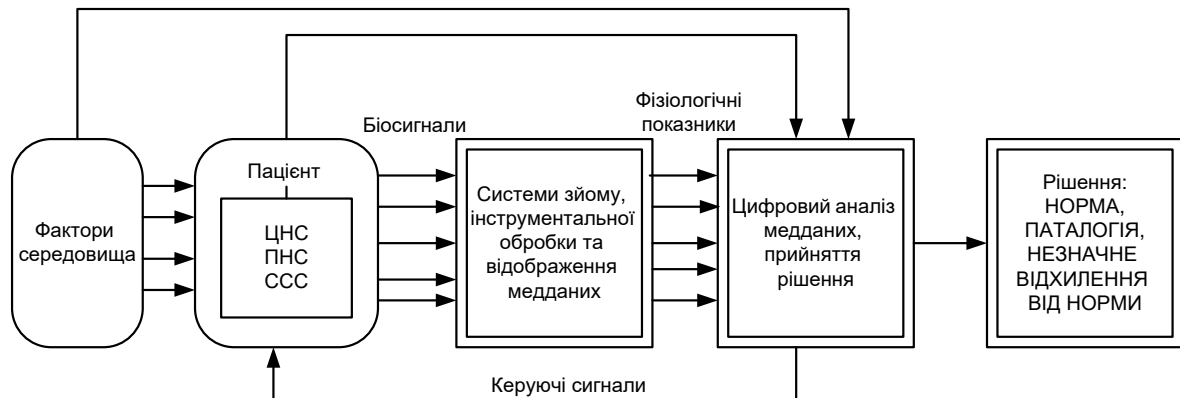 Фактори
середовища
Пацієнт
ЦНС
ПНС
ССС
Біосигнали
Системи зйому,
інструментальної
обробки та
відображення
медданих
Фізіологічні
показники
Цифровий аналіз
медданих,
прийняття
рішення
Рішення:
НОРМА,
ПАТАЛОГІЯ,
НЕЗНАЧНЕ
ВІДХИЛЕННЯ
ВІД НОРМИ
Керуючі сигнали